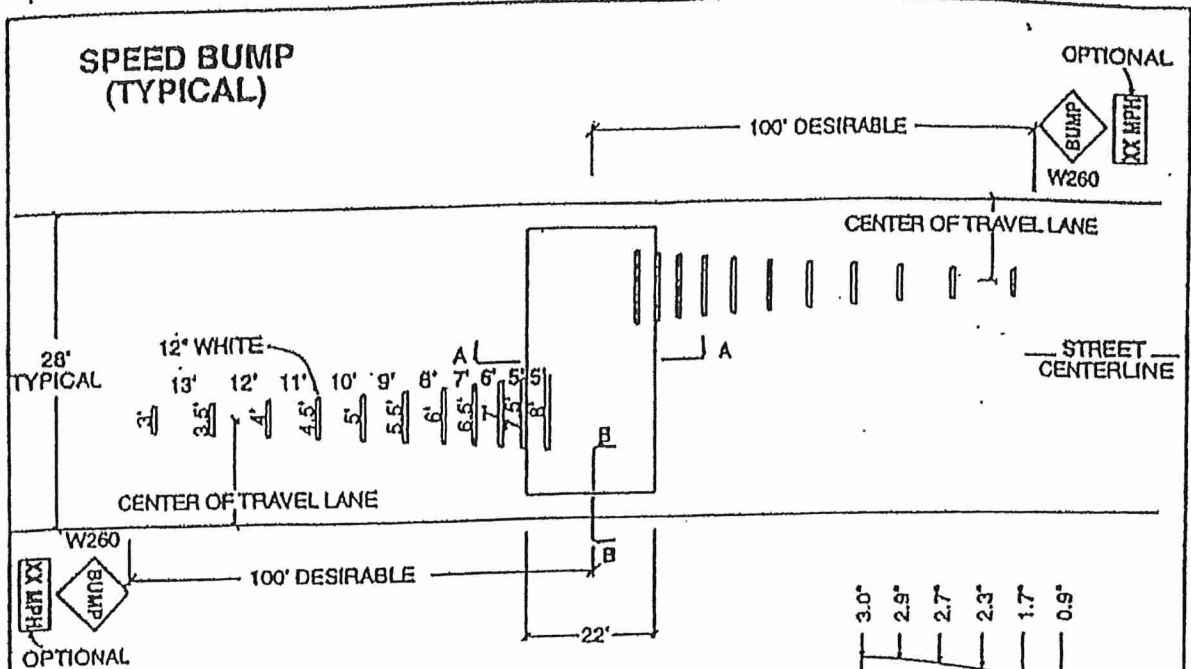 SPEED BUMP
(TYPICAL)
OPTIONAL
100' DESIRABLE
BUMP
XX MPH
W260
CENTER OF TRAVEL LANE
12" WHITE
A
A
28'
TYPICAL
STREET
CENTERLINE
13' 12' 11' 10' 9' 8' 7' 6' 5' 5'
3' 3.5' 4' 4.5' 5' 5.5' 6' 6.5' 7' 7.5' 8'
B
CENTER OF TRAVEL LANE
W260
B
XX MPH
BUMP
100' DESIRABLE
22'
OPTIONAL
3.0" 2.9" 2.7" 2.3" 1.7" 0.9"